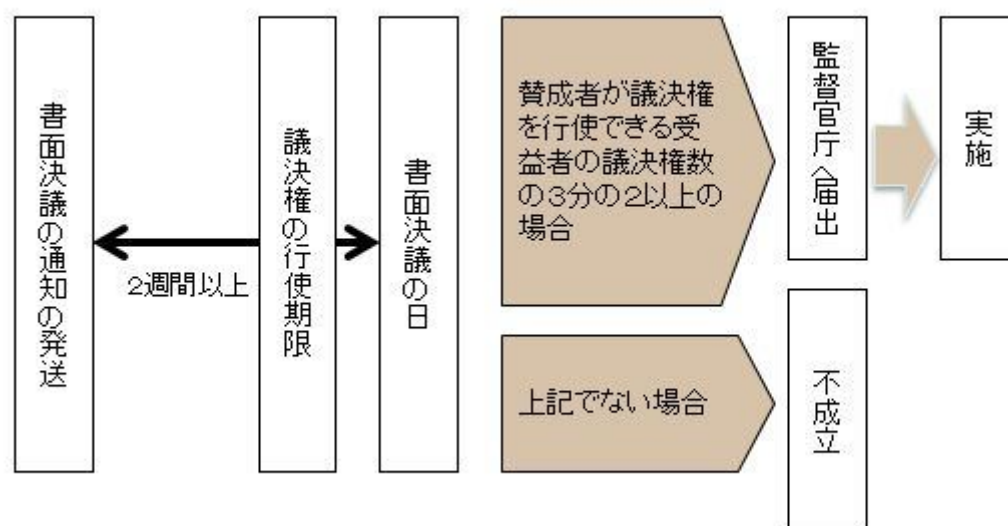 書面決議の通知の発送
2週間以上
議決権の行使期限
書面決議の日
賛成者が議決権
を行使できる受
益者の議決権数
の3分の2以上の
場合
監督官庁へ届出
実施
上記でない場合
不成立